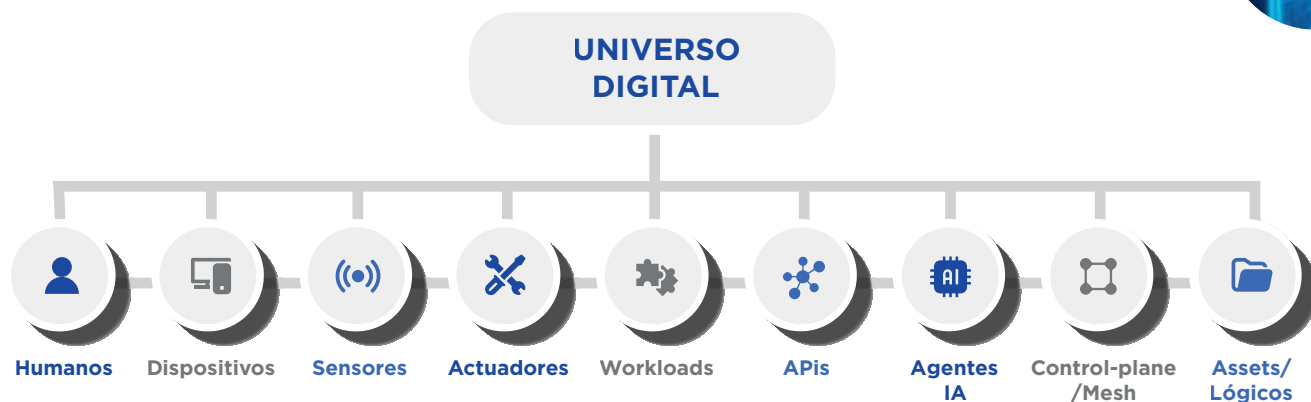 UNIVERSO
DIGITAL
AI
Humanos
Dispositivos
Sensores
Actuadores
Workloads
APis
Agentes
IA
Control-plane
/Mesh
Assets/
Lógicos